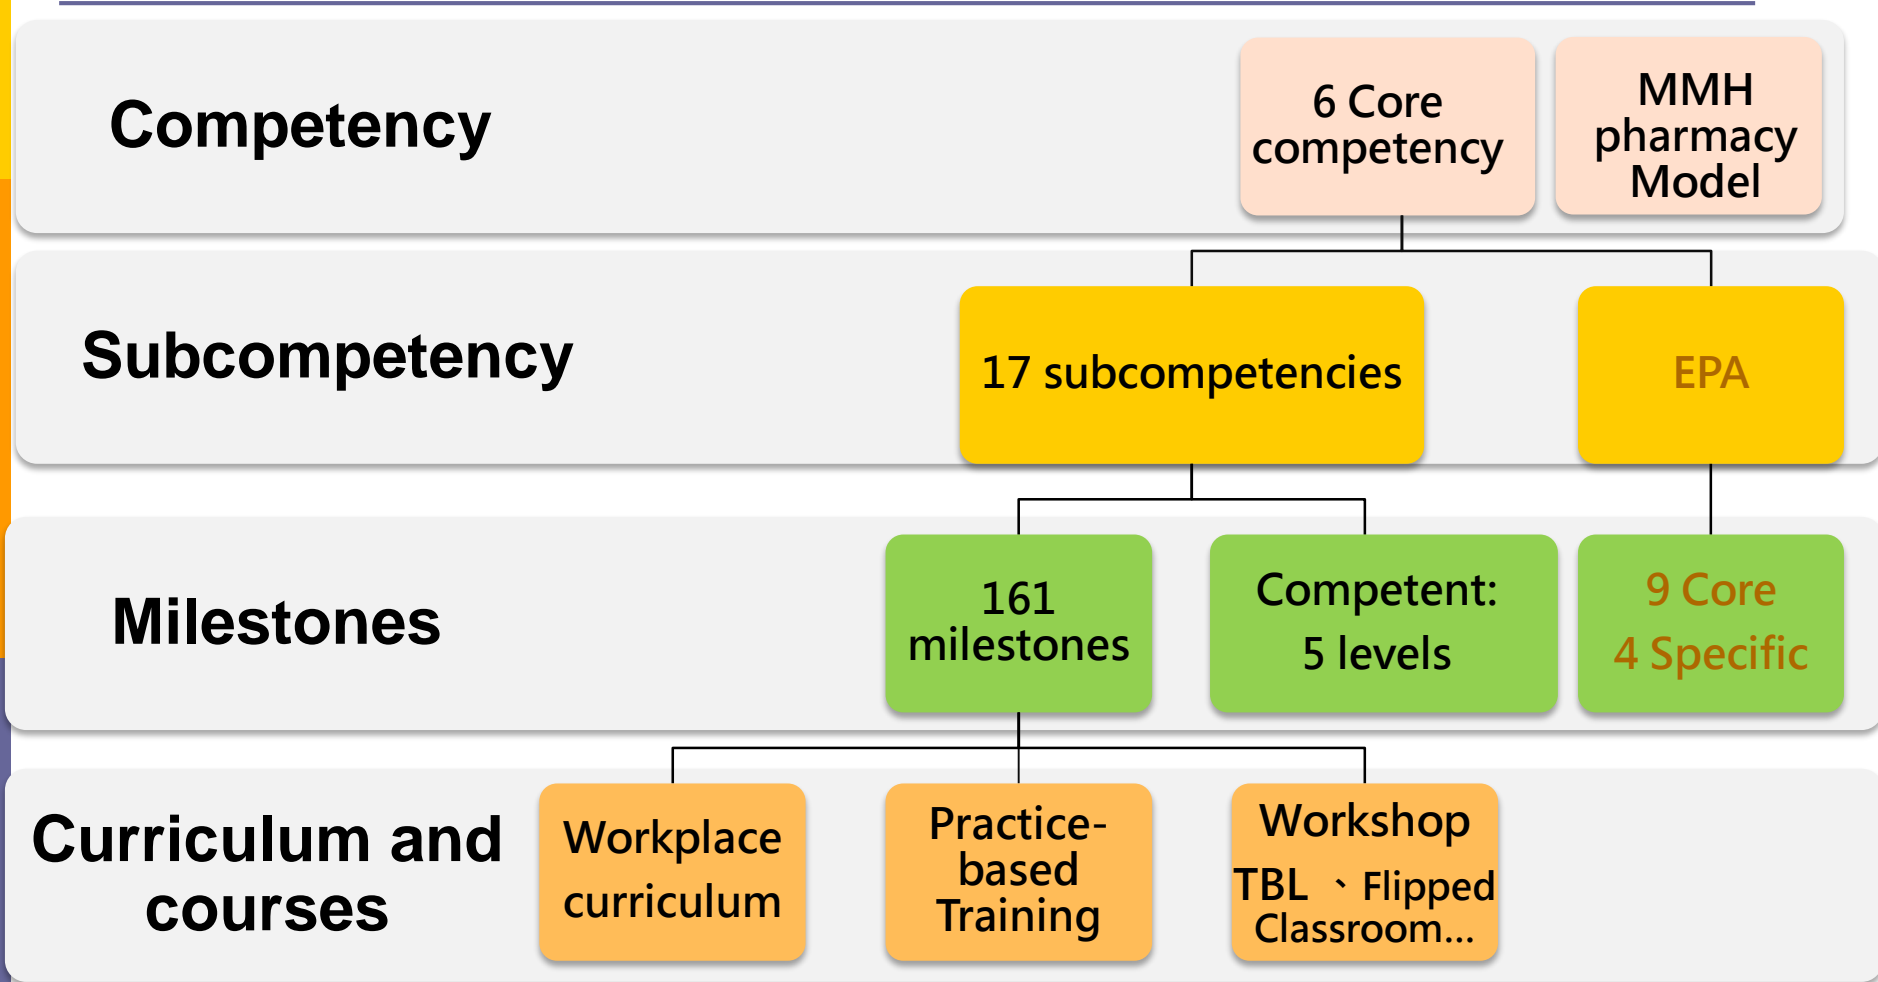 Competency
6 Core
competency
MMH
pharmacy
Model
Subcompetency
17 subcompetencies
EPA
Milestones
161
milestones
Competent:
5 levels
9 Core
4 Specific
Curriculum and
courses
Workplace
curriculum
Practice-
based
Training
Workshop
TBL 、Flipped
Classroom...